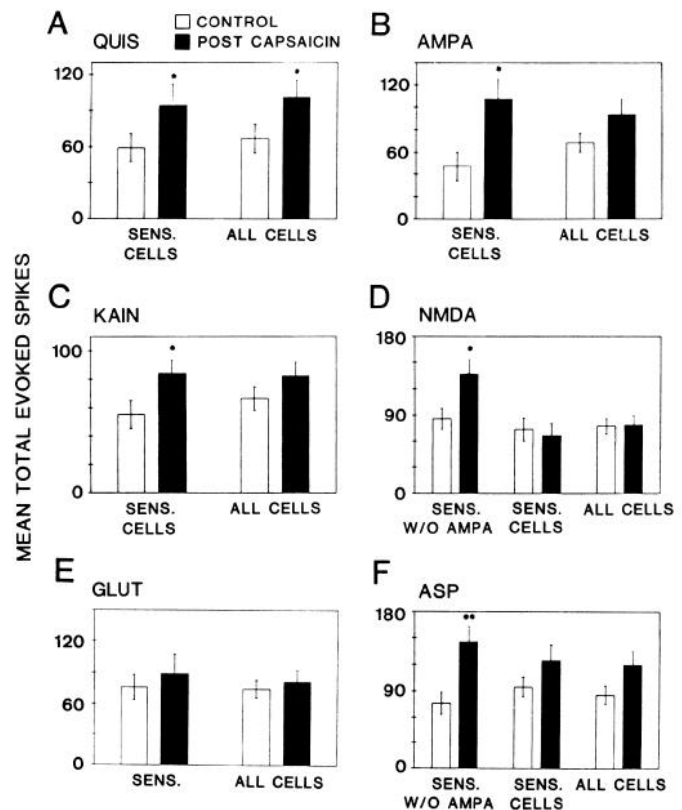 CONTROL
POST CAPSAICIN
A
QUIS
120
60
0
SENS.
CELLS
ALL CELLS
B
AMPA
120
60
0
SENS.
CELLS
ALL CELLS
MEAN TOTAL EVOKED SPIKES
C
KAIN
100
0
SENS.
CELLS
ALL CELLS
D
NMDA
180
90
0
SENS.
W/O AMPA
SENS.
CELLS
ALL CELLS
E
GLUT
120
60
0
SENS.
ALL CELLS
F
ASP
180
90
0
SENS.
W/O AMPA
SENS.
CELLS
ALL CELLS